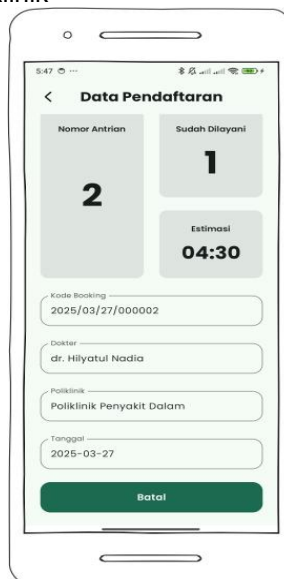 5:47
Data Pendaftaran
Nomor Antrian
2
Sudah Dilayani
1
Estimasi
04:30
Kode Booking
2025/03/27/000002
Dokter
dr. Hilyatul Nadia
Poliklinik
Poliklinik Penyakit Dalam
Tanggal
2025-03-27
Batal